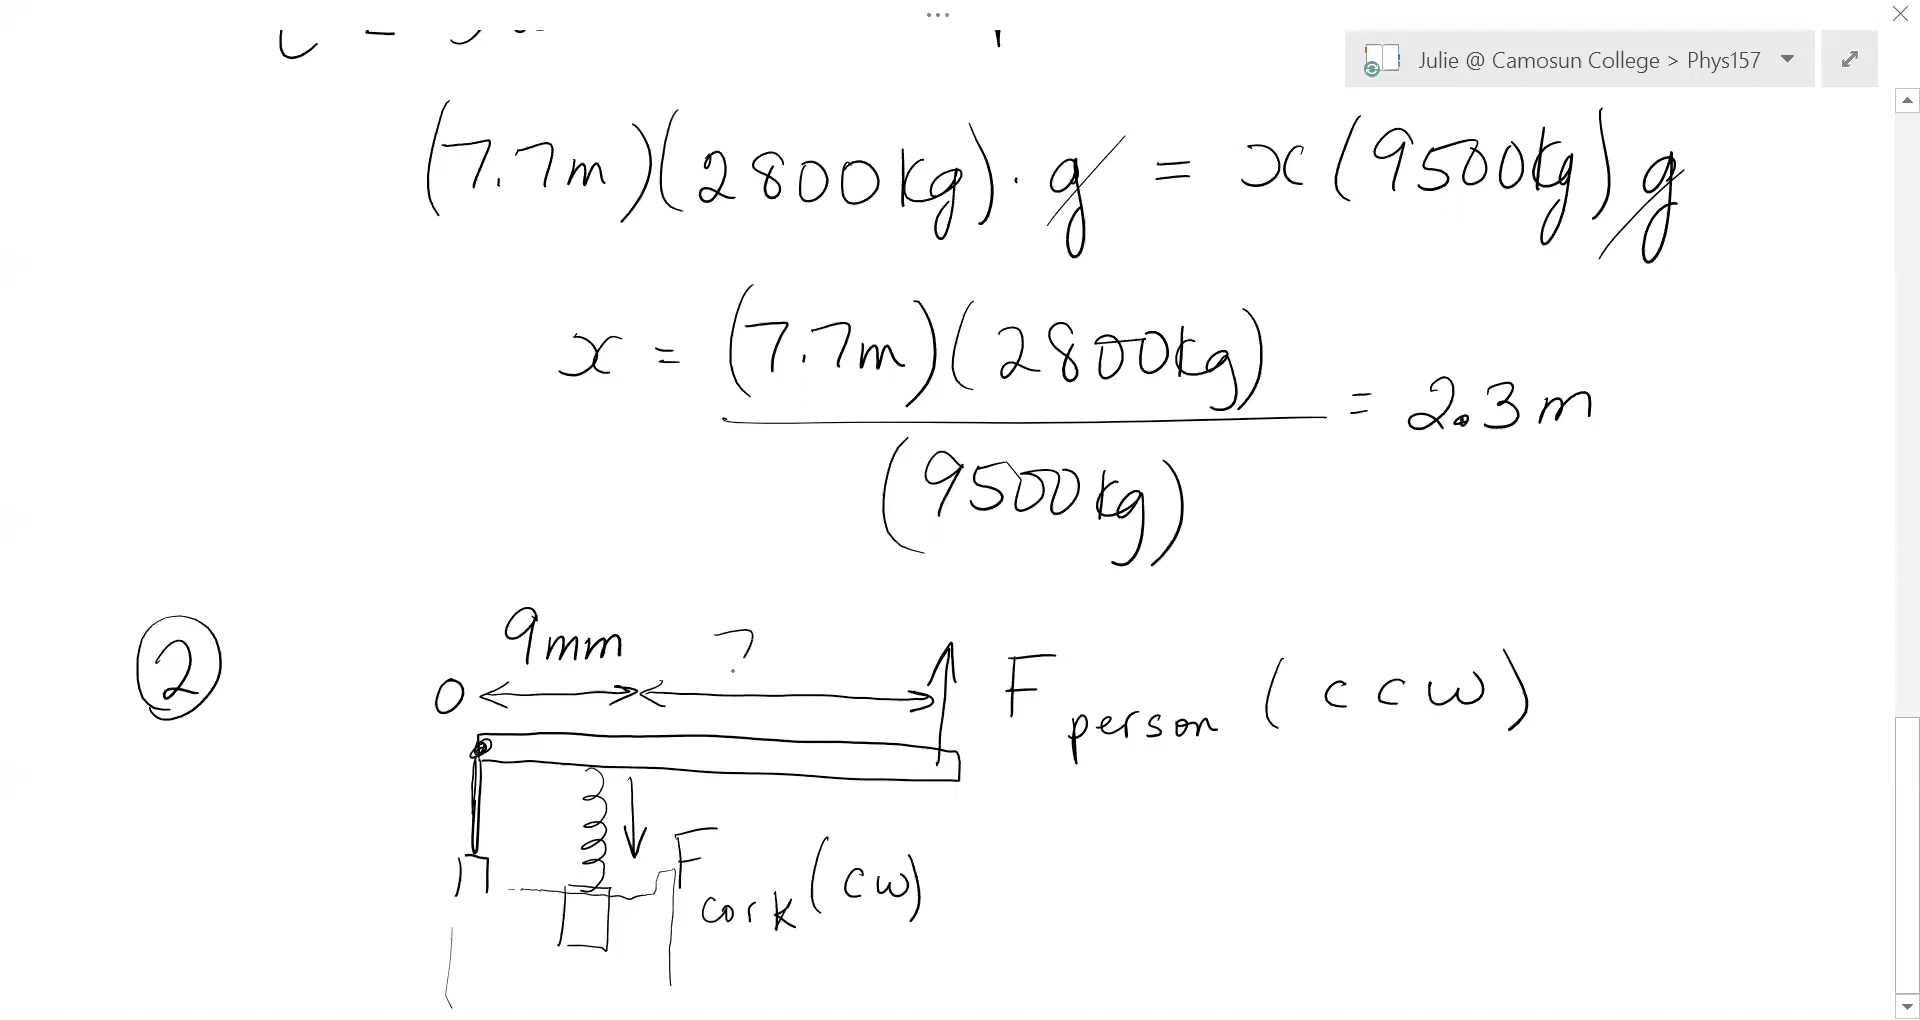 Julie @ Camosun College > Phys157
(7.7m)(2800kg)·g = x(9500kg)g
x = (7.7m)(2800kg)
= 2.3m
(9500kg)
②
9mm ?
O
F person (ccw)
F cork (cw)